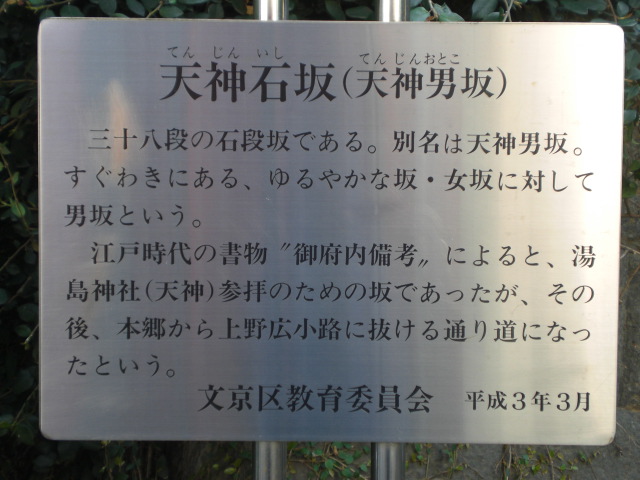 てんじんいし てんじんおとこ
天神石坂(天神男坂)
三十八段の石段坂である。別名は天神男坂。
すぐわきにある、ゆるやかな坂・女坂に対して
男坂という。
江戸時代の書物〝御府内備考〟によると、湯
島神社(天神)参拝のための坂であったが、その
後、本郷から上野広小路に抜ける通り道になっ
たという。
文京区教育委員会 平成3年3月